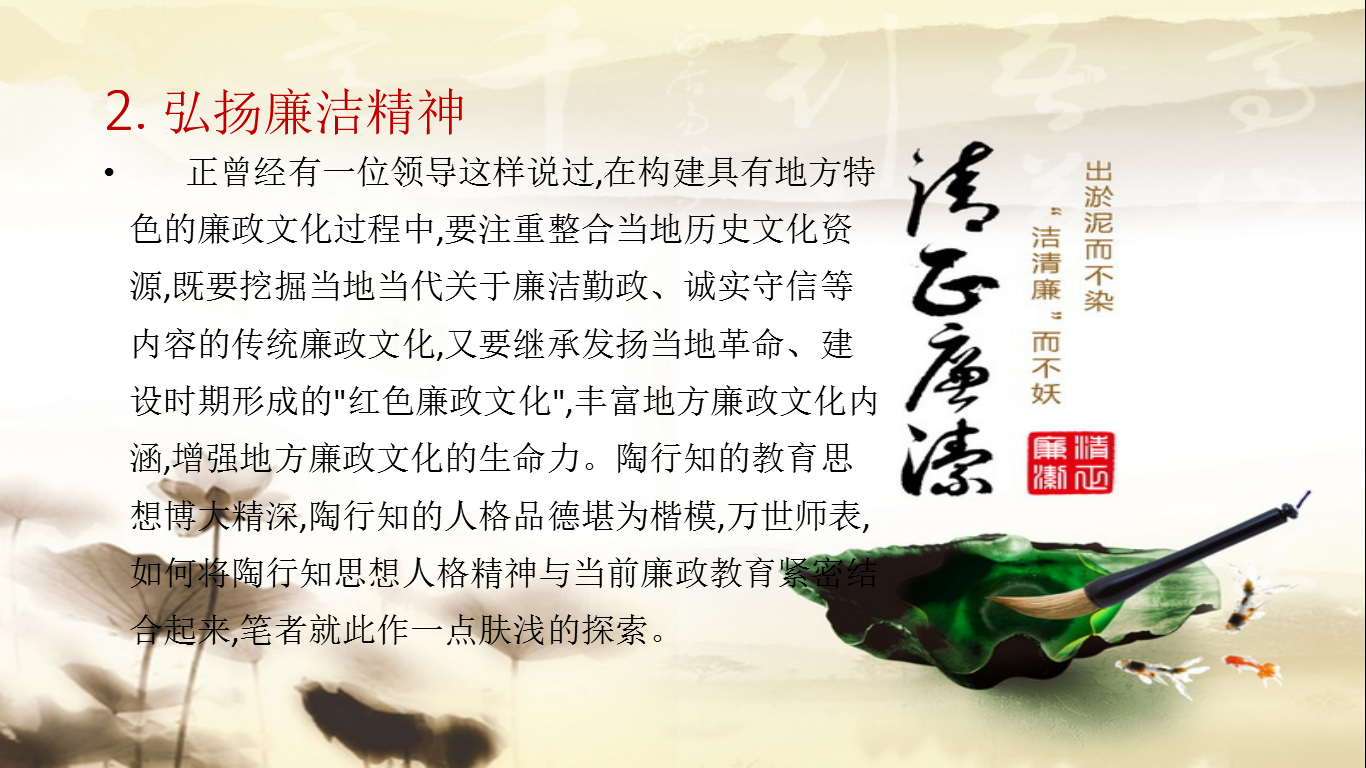 2. 弘扬廉洁精神
• 正曾经有一位领导这样说过,在构建具有地方特
色的廉政文化过程中,要注重整合当地历史文化资
源,既要挖掘当地当代关于廉洁勤政、诚实守信等
内容的传统廉政文化,又要继承发扬当地革命、建
设时期形成的"红色廉政文化",丰富地方廉政文化内
涵,增强地方廉政文化的生命力。陶行知的教育思
想博大精深,陶行知的人格品德堪为楷模,万世师表,
如何将陶行知思想人格精神与当前廉政教育紧密结
合起来,笔者就此作一点肤浅的探索。
清正廉潔
出淤泥而不染
“洁清廉”而不妖
清正
廉潔